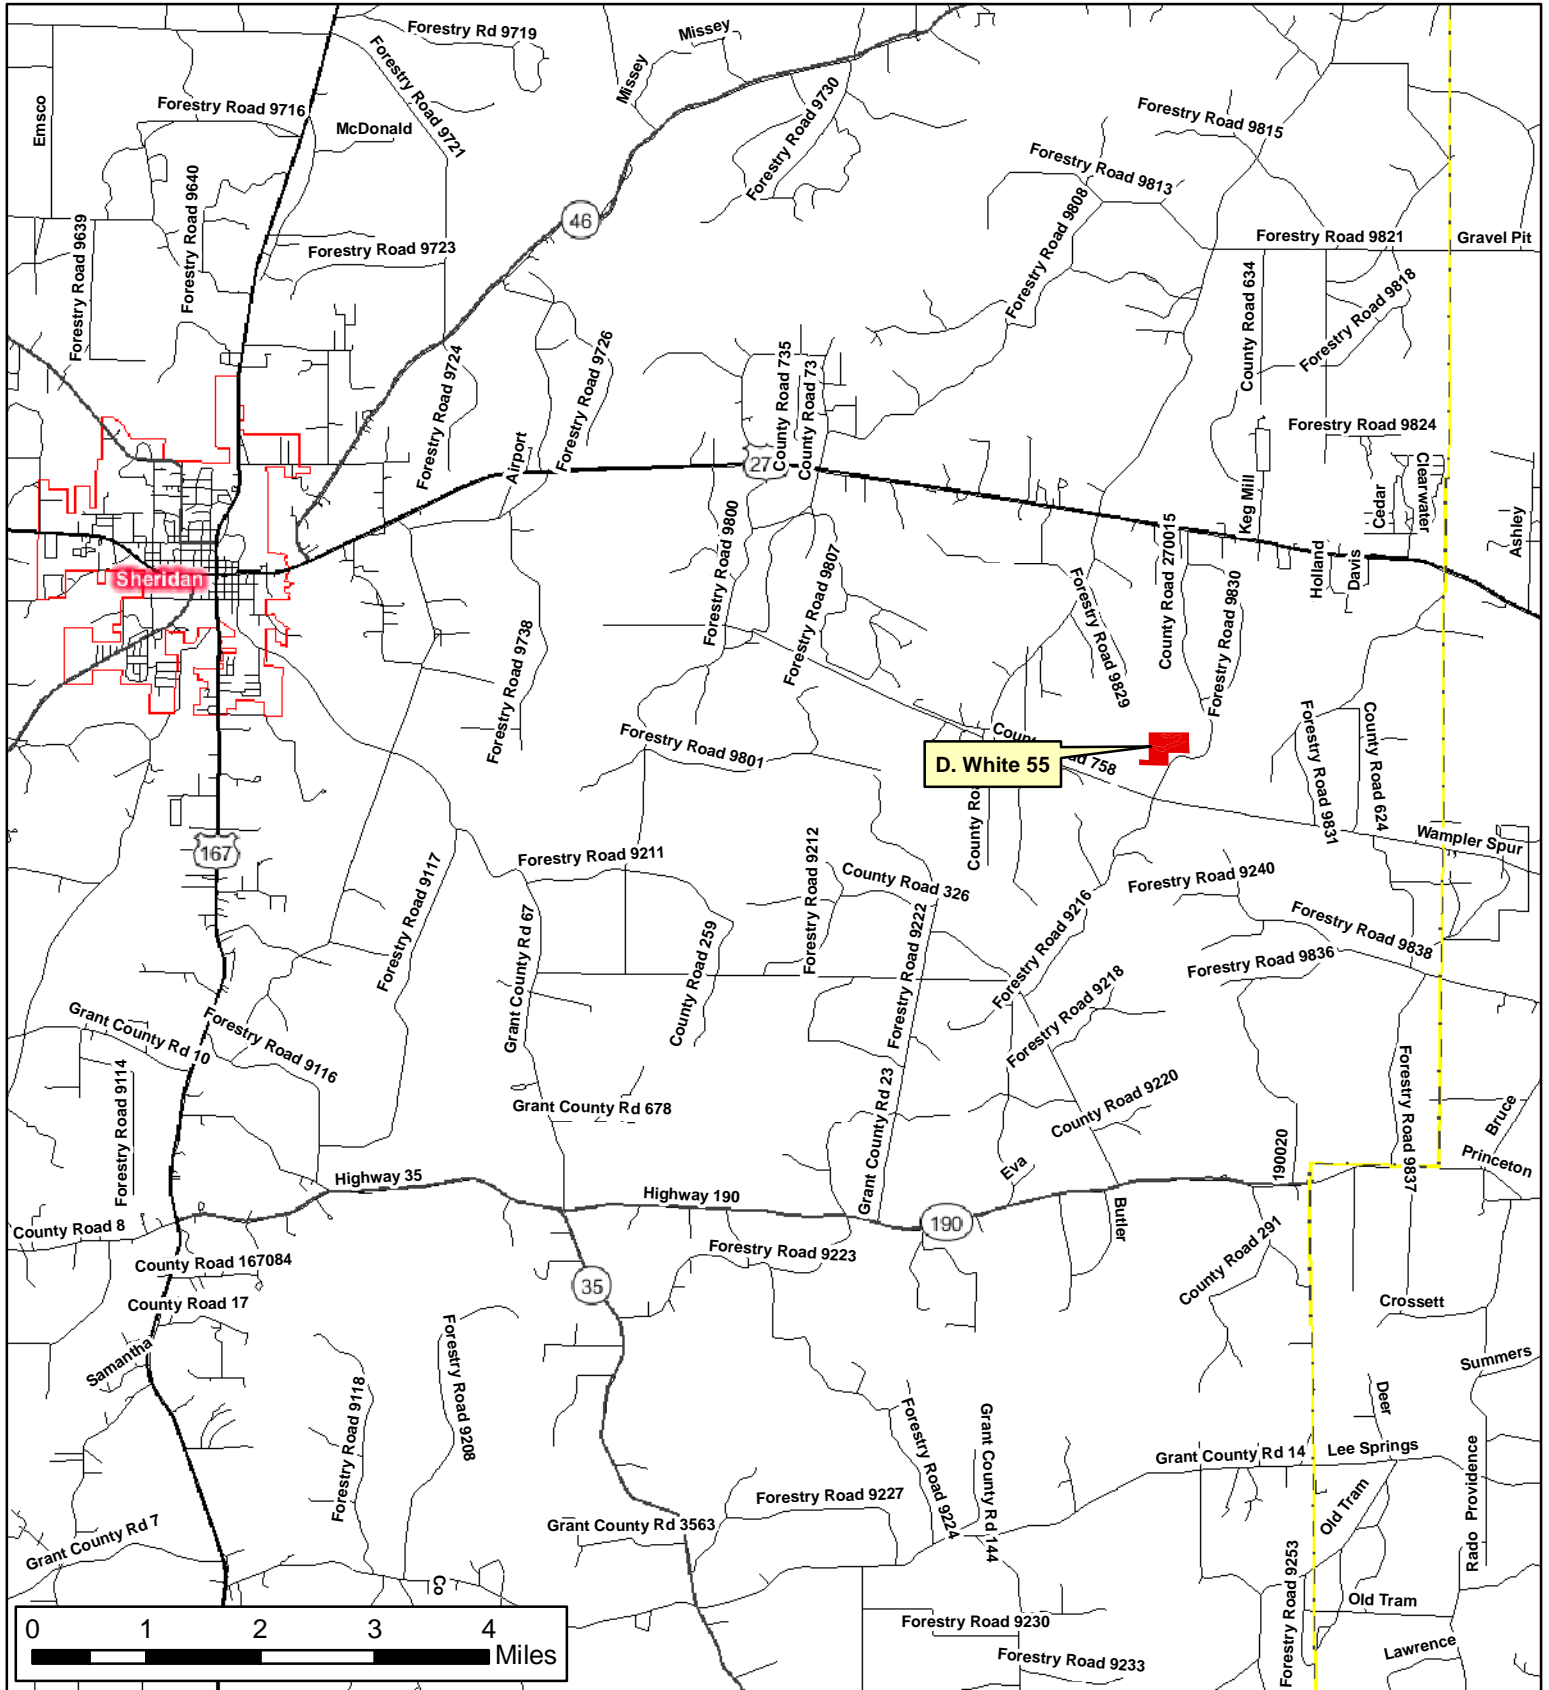 Forestry Rd 9719
Missey
Missey
Forestry Road 9721
Emsco
Forestry Road 9716
McDonald
Forestry Road 9730
Forestry Road 9815
Forestry Road 9813
Forestry Road 9640
Forestry Road 9639
46
Forestry Road 9723
Forestry Road 9808
Forestry Road 9821
Gravel Pit
County Road 634
Forestry Road 9818
Forestry Road 9724
Forestry Road 9726
County Road 735
County Road 73
Forestry Road 9824
Airport
27
Keg Mill
Cedar
Clearwater
Ashley
Forestry Road 9800
Forestry Road 9807
County Road 270015
Holland
Davis
Sheridan
Forestry Road 9829
Forestry Road 9830
Forestry Road 9738
Forestry Road 9801
D. White 55
758
Forestry Road 9831
County Road 624
Wampler Spur
167
Forestry Road 9211
Forestry Road 9212
County Road 326
County
Forestry Road 9240
Forestry Road 9117
Grant County Rd 67
County Road 259
Forestry Road 9222
Forestry Road 9216
Forestry Road 9838
Forestry Road 9836
Forestry Road 9218
Grant County Rd 10
Forestry Road 9116
Forestry Road 9114
Grant County Rd 678
Grant County Rd 23
County Road 9220
Forestry Road 9837
Bruce
Princeton
190020
Eva
Highway 35
Highway 190
190
Butler
County Road 8
County Road 167084
Forestry Road 9223
County Road 291
35
County Road 17
Crossett
Samantha
Forestry Road 9208
Forestry Road 9118
Summers
Deer
Forestry Road 9224
Grant County Rd 144
Grant County Rd 14
Lee Springs
Rado Providence
Old Tram
Forestry Road 9227
Grant County Rd 3563
Grant County Rd 7
Co
Forestry Road 9253
Old Tram
Forestry Road 9230
Lawrence
Forestry Road 9233
0 1 2 3 4
Miles